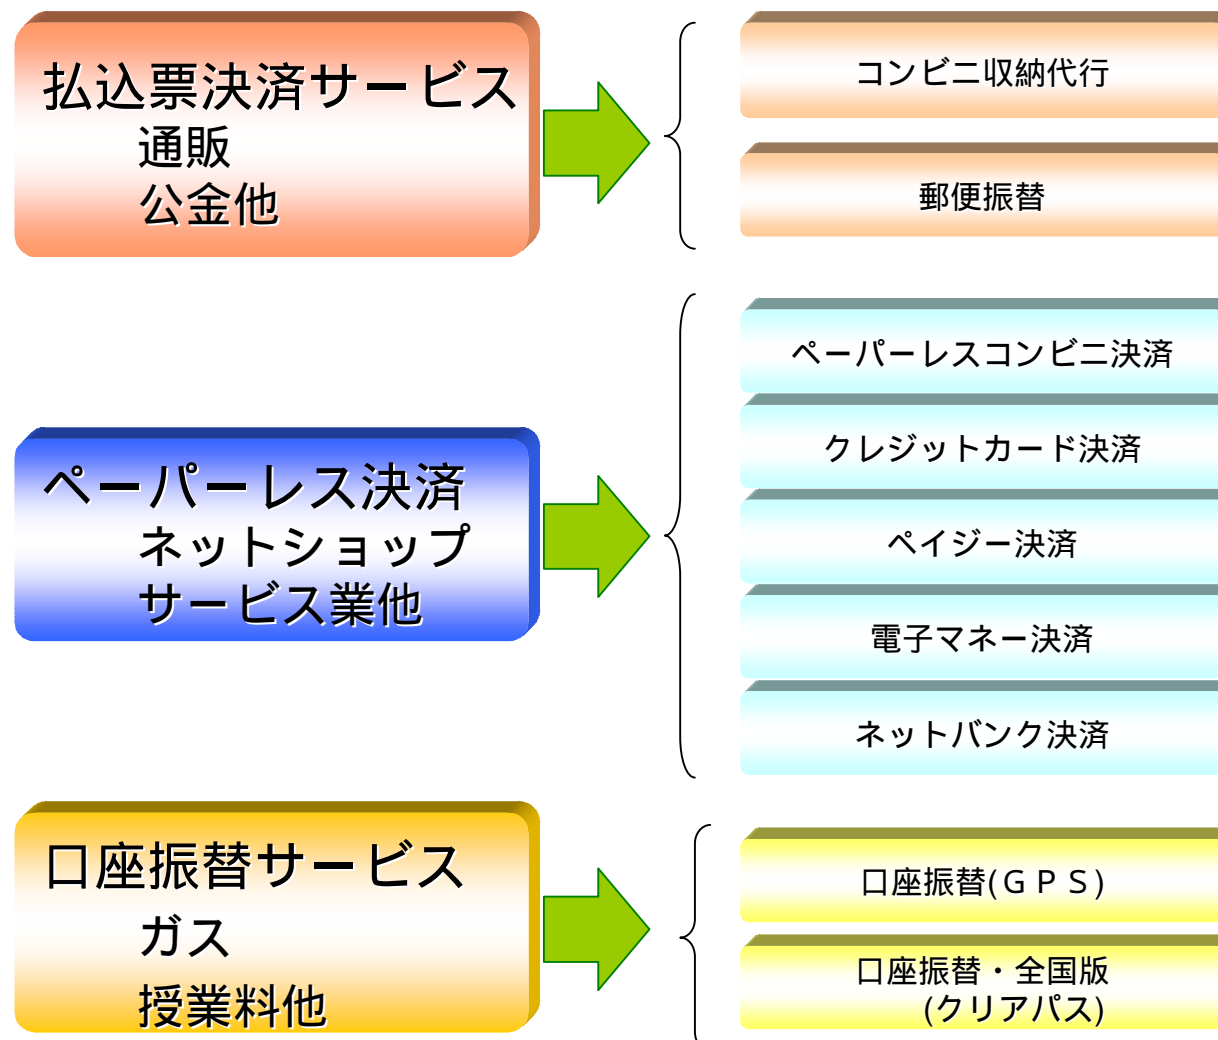 払込票決済サービス
通販
公金他
コンビニ収納代行
郵便振替
ペーパーレス決済
ネットショップ
サービス業他
ペーパーレスコンビニ決済
クレジットカード決済
ペイジー決済
電子マネー決済
ネットバンク決済
口座振替サービス
ガス
授業料他
口座振替(ＧＰＳ)
口座振替・全国版
(クリアパス)